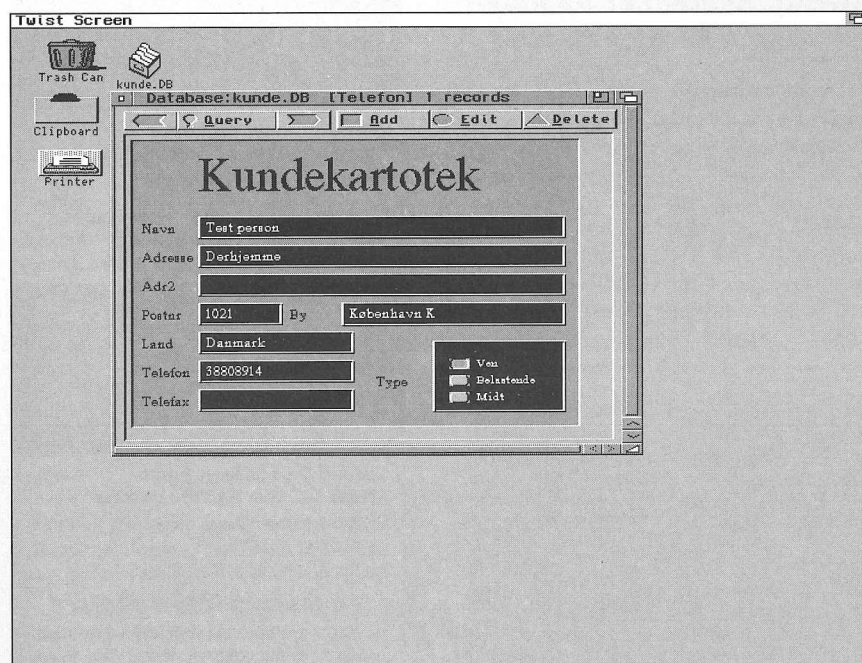 Twist Screen
Trash Can
kunde.DB
Clipboard
Printer
Database:kunde.DB [Telefon] 1 records
Query Add Edit Delete
Kundekartotek
Navn Test person
Adresse Derhjemme
Adr2
Postnr 1021 By København K
Land Danmark
Telefon 38808914
Telefax
Type
Ven
Belastende
Midt